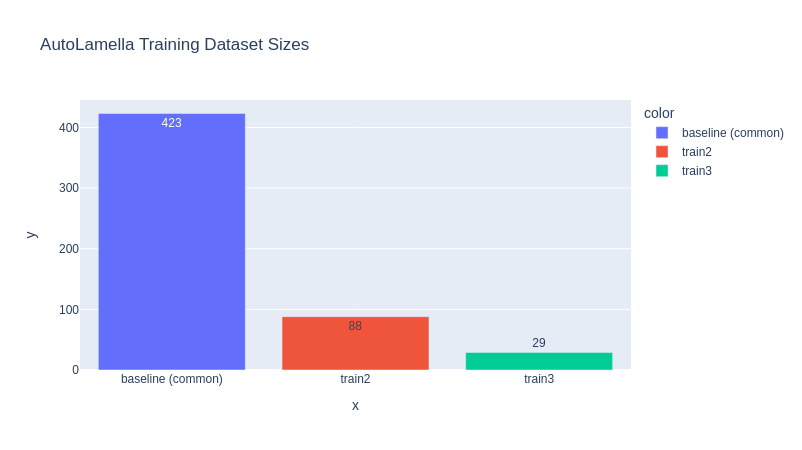 AutoLamella Training Dataset Sizes
color
baseline (common)
train2
train3
423
400
300
200
100
0
88
29
y
baseline (common)
train2
train3
x